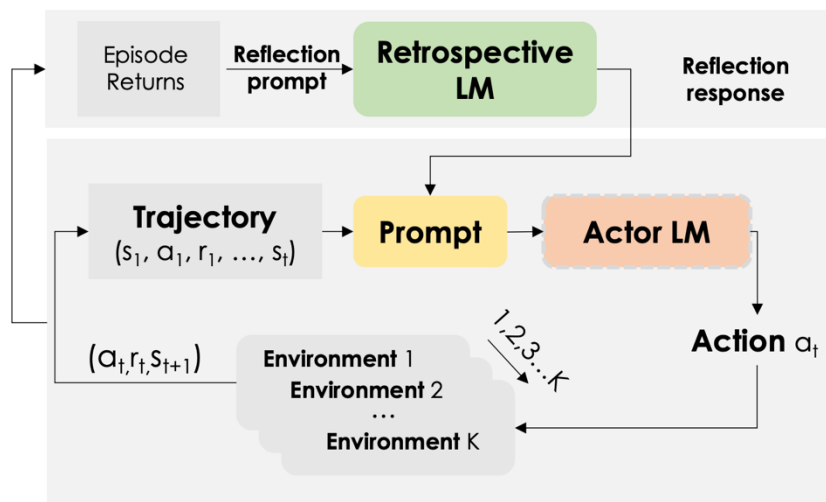 Episode
Returns
Reflection
prompt
Retrospective
LM
Reflection
response
Trajectory
(s₁, a₁, r₁, ..., sₜ)
Prompt
Actor LM
Action aₜ
(aₜ,rₜ,sₜ₊₁)
1,2,3...K
Environment 1
Environment 2
...
Environment K